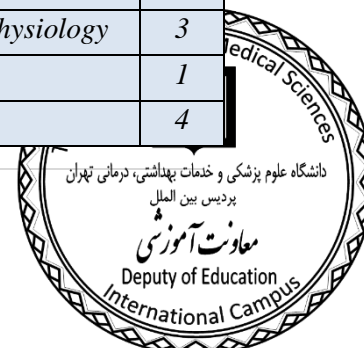 hysiology 3
1
4
edical Sciences
دانشگاه علوم پزشکی و خدمات بهداشتی، درمانی تهران
پردیس بین الملل
معاونت آموزشی
Deputy of Education
International Campus